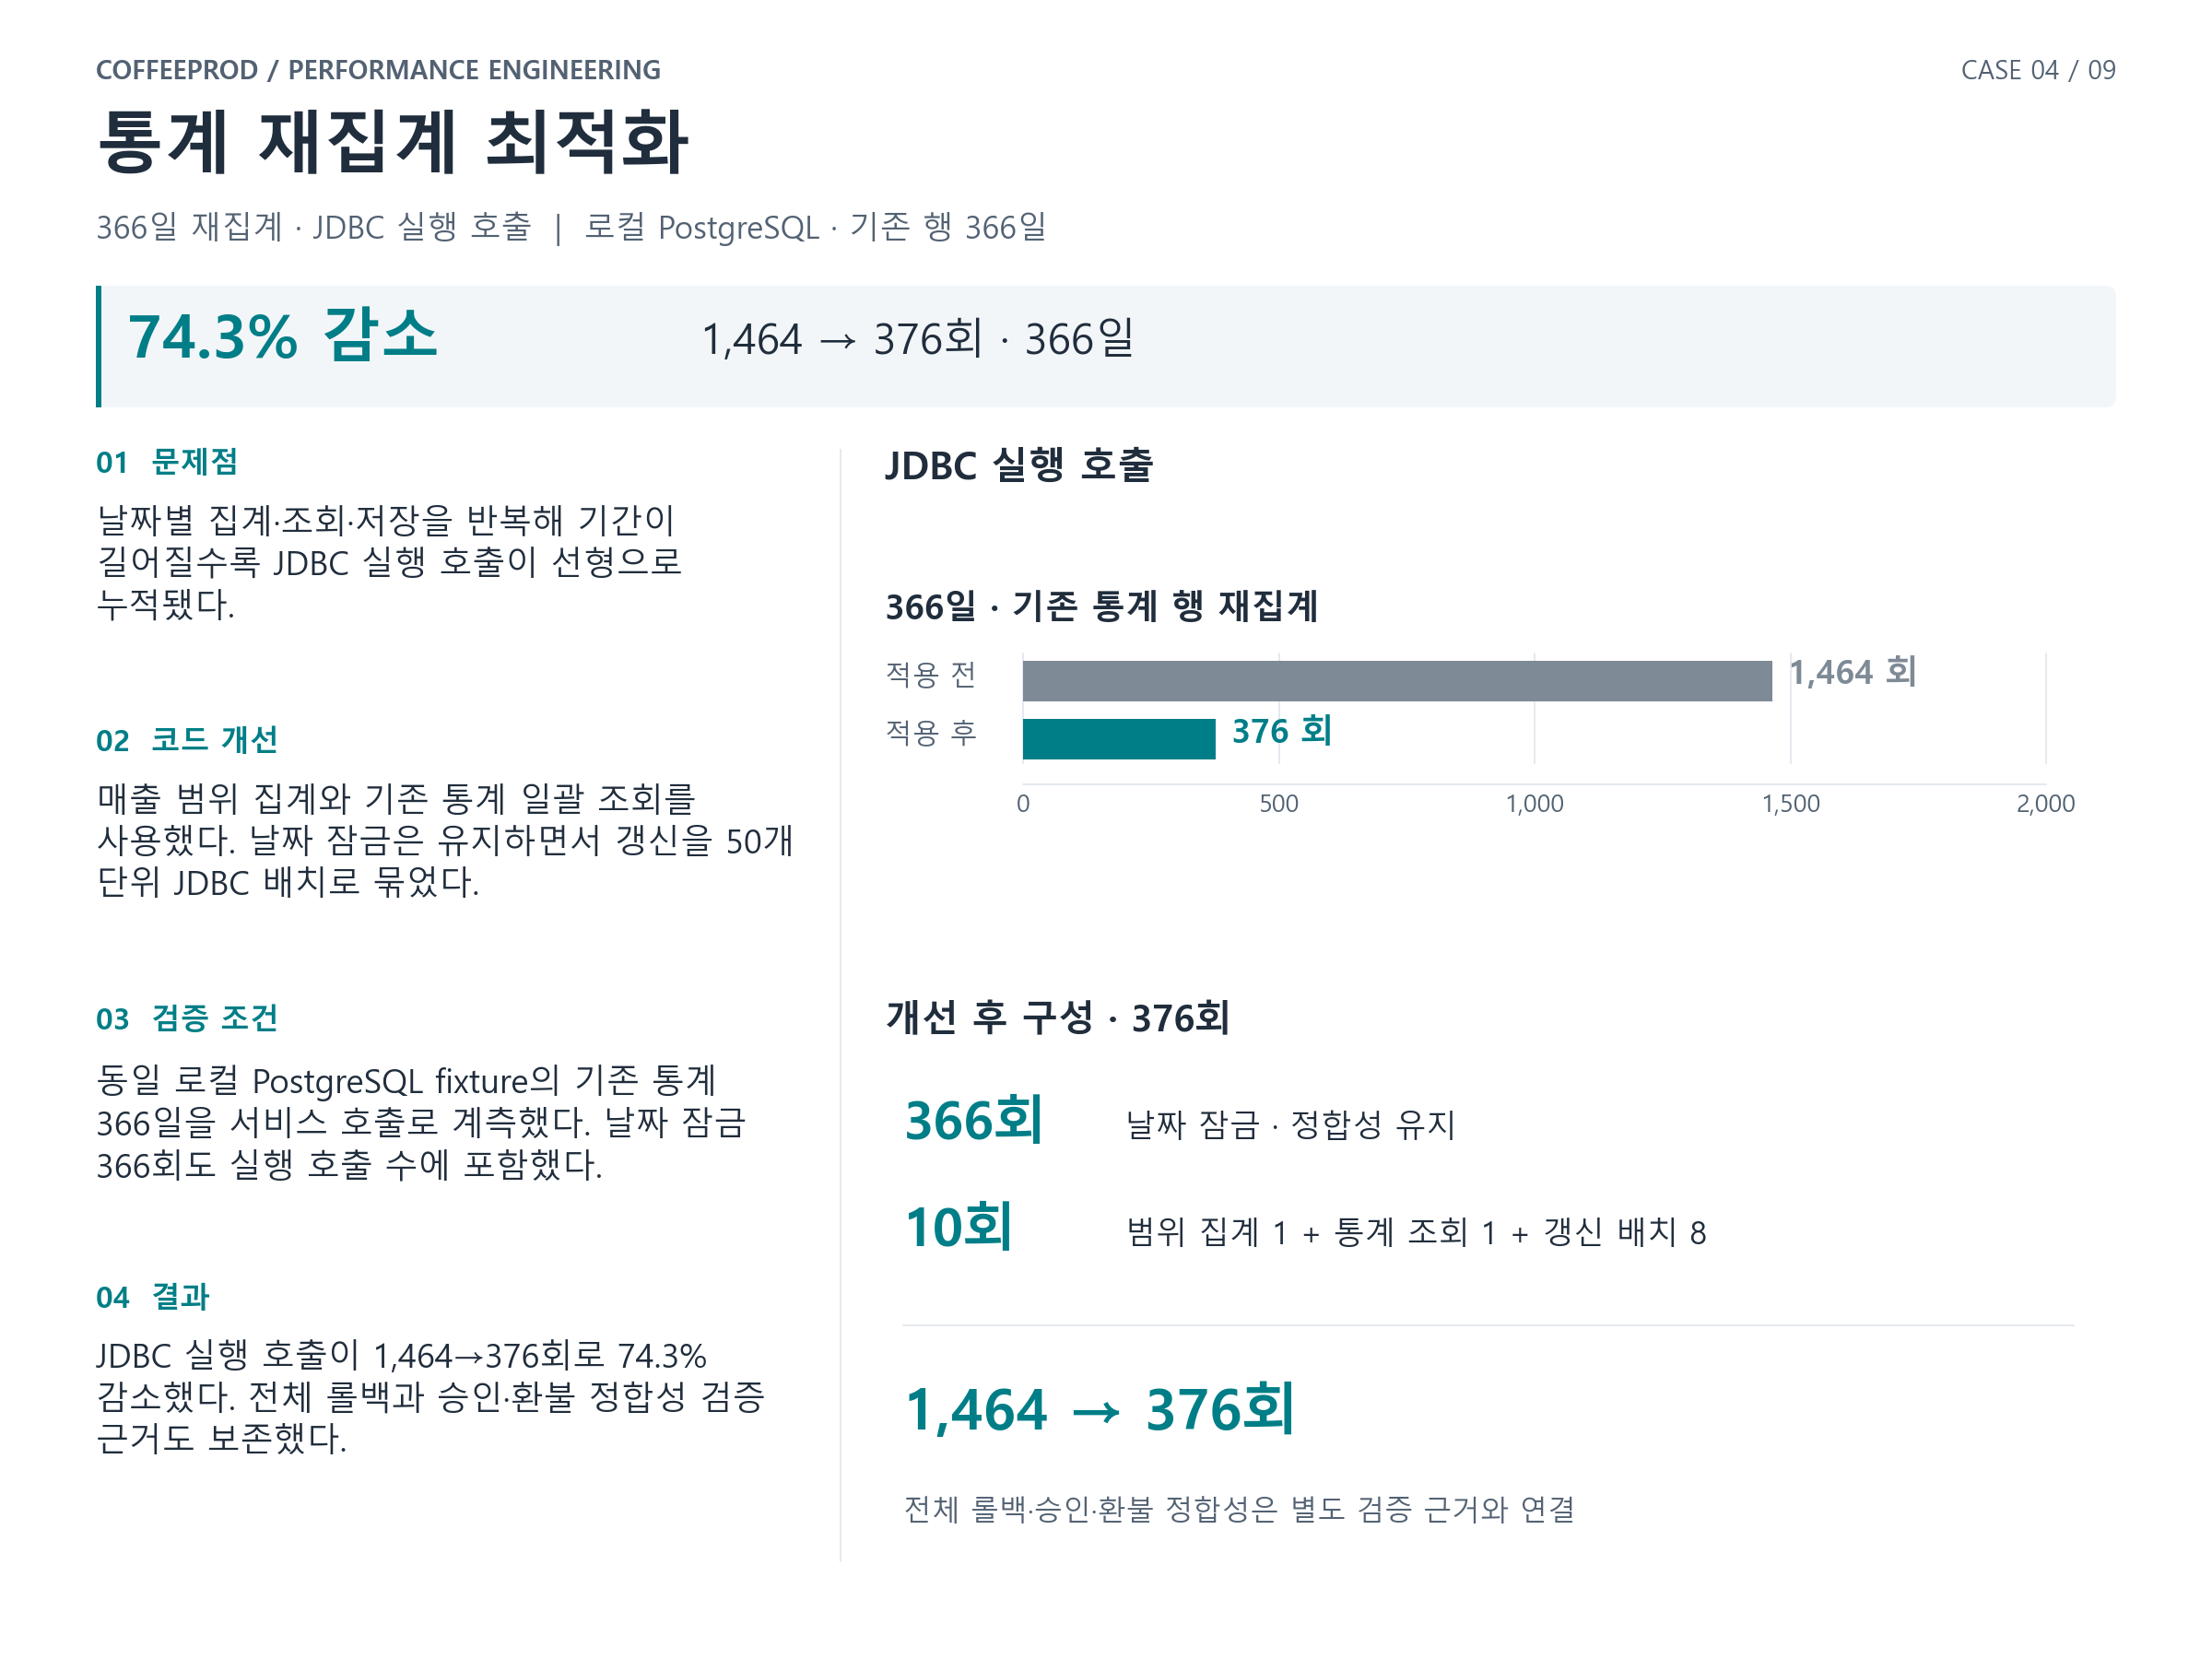 COFFEEPROD / PERFORMANCE ENGINEERING
CASE 04 / 09
통계 재집계 최적화
366일 재집계 · JDBC 실행 호출 | 로컬 PostgreSQL · 기존 행 366일
74.3% 감소
1,464 → 376회 · 366일
01 문제점
날짜별 집계·조회·저장을 반복해 기간이
길어질수록 JDBC 실행 호출이 선형으로
누적됐다.
02 코드 개선
매출 범위 집계와 기존 통계 일괄 조회를
사용했다. 날짜 잠금은 유지하면서 갱신을 50개
단위 JDBC 배치로 묶었다.
03 검증 조건
동일 로컬 PostgreSQL fixture의 기존 통계
366일을 서비스 호출로 계측했다. 날짜 잠금
366회도 실행 호출 수에 포함했다.
04 결과
JDBC 실행 호출이 1,464→376회로 74.3%
감소했다. 전체 롤백과 승인·환불 정합성 검증
근거도 보존했다.
JDBC 실행 호출
366일 · 기존 통계 행 재집계
적용 전
1,464 회
적용 후
376 회
0 500 1,000 1,500 2,000
개선 후 구성 · 376회
366회 날짜 잠금 · 정합성 유지
10회 범위 집계 1 + 통계 조회 1 + 갱신 배치 8
1,464 → 376회
전체 롤백·승인·환불 정합성은 별도 검증 근거와 연결